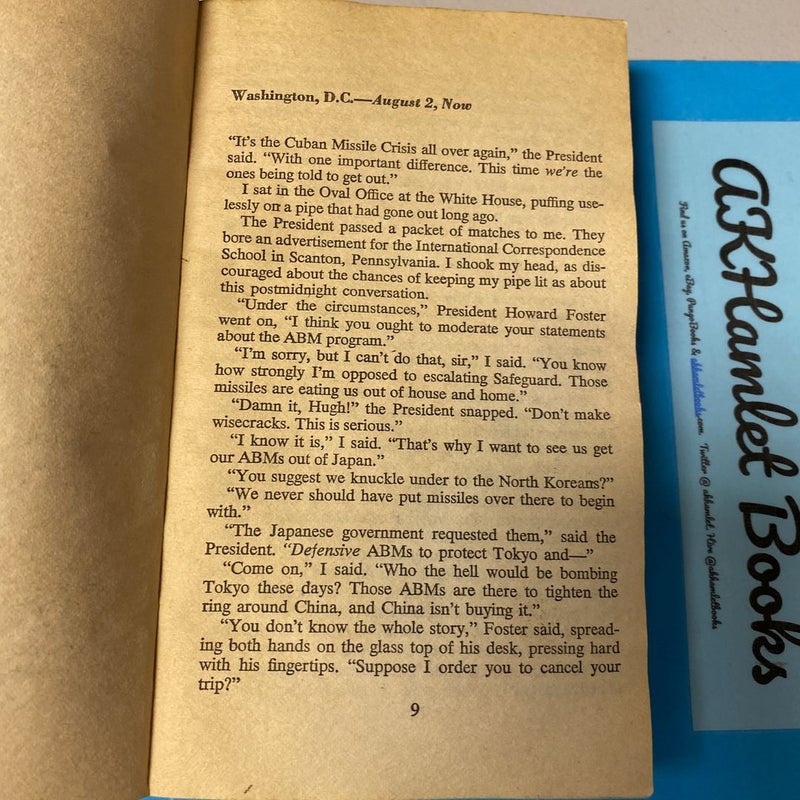 Washington, D.C.—August 2, Now
“It's the Cuban Missile Crisis all over again,” the President
said. “With one important difference. This time we're the
ones being told to get out.”
I sat in the Oval Office at the White House, puffing use-
lessly on a pipe that had gone out long ago.
The President passed a packet of matches to me. They
bore an advertisement for the International Correspondence
School in Scanton, Pennsylvania. I shook my head, as dis-
couraged about the chances of keeping my pipe lit as about
this postmidnight conversation.
“Under the circumstances,” President Howard Foster
went on, “I think you ought to moderate your statements
about the ABM program.”
“I'm sorry, but I can't do that, sir,” I said. “You know
how strongly I'm opposed to escalating Safeguard. Those
missiles are eating us out of house and home.”
“Damn it, Hugh!” the President snapped. “Don't make
wisecracks. This is serious.”
“I know it is,” I said. “That's why I want to see us get
our ABMs out of Japan.”
“You suggest we knuckle under to the North Koreans?”
“We never should have put missiles over there to begin
with.”
“The Japanese government requested them,” said the
President. “Defensive ABMs to protect Tokyo and—”
“Come on,” I said. “Who the hell would be bombing
Tokyo these days? Those ABMs are there to tighten the
ring around China, and China isn't buying it.”
“You don't know the whole story,” Foster said, spread-
ing both hands on the glass top of his desk, pressing hard
with his fingertips. “Suppose I order you to cancel your
trip?”
9
AKHamlet Books
Find us on Amazon, eBay, PangoBooks & akhamletbooks.com Twitter @ akhamlet. Hive @akhamletbooks